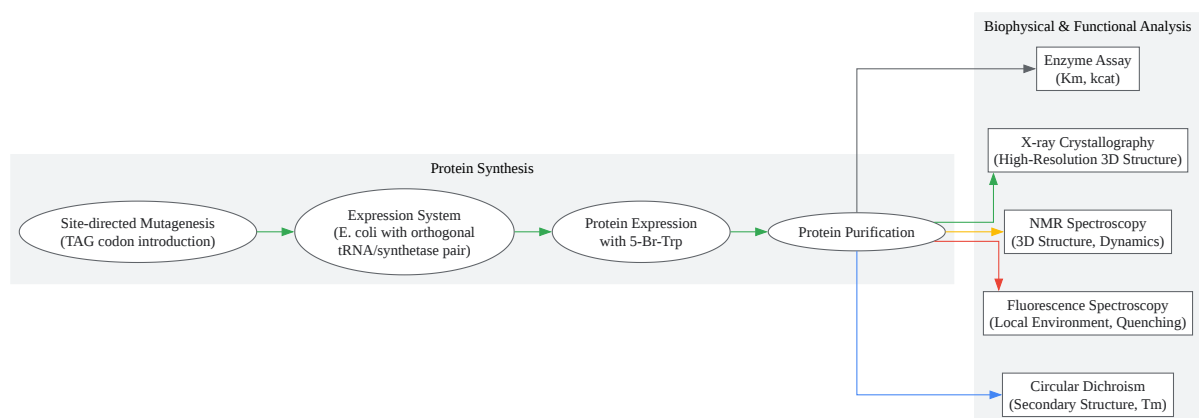 Biophysical & Functional Analysis
Enzyme Assay
(Km, kcat)
X-ray Crystallography
(High-Resolution 3D Structure)
Protein Synthesis
Site-directed Mutagenesis
(TAG codon introduction)
Expression System
(E. coli with orthogonal
tRNA/synthetase pair)
Protein Expression
with 5-Br-Trp
Protein Purification
NMR Spectroscopy
(3D Structure, Dynamics)
Fluorescence Spectroscopy
(Local Environment, Quenching)
Circular Dichroism
(Secondary Structure, Tm)